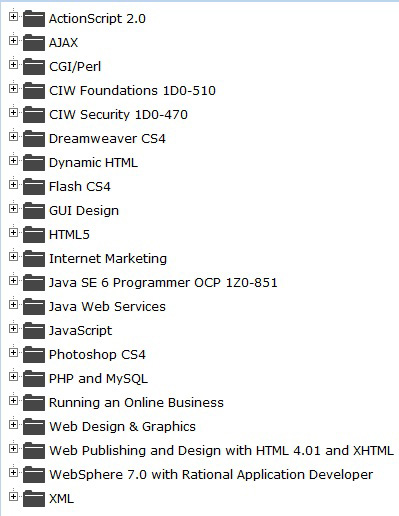 ActionScript 2.0
AJAX
CGI/Perl
CIW Foundations 1D0-510
CIW Security 1D0-470
Dreamweaver CS4
Dynamic HTML
Flash CS4
GUI Design
HTML5
Internet Marketing
Java SE 6 Programmer OCP 1Z0-851
Java Web Services
JavaScript
Photoshop CS4
PHP and MySQL
Running an Online Business
Web Design & Graphics
Web Publishing and Design with HTML 4.01 and XHTML
WebSphere 7.0 with Rational Application Developer
XML